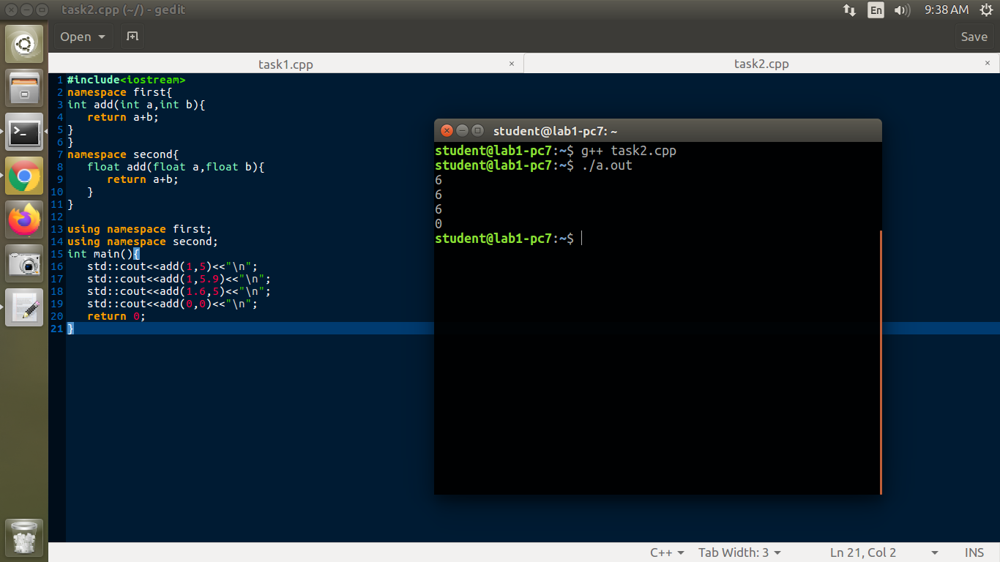 task2.cpp (~/) - gedit
En
9:38 AM
Open
Save
task1.cpp ×
task2.cpp ×
1 #include<iostream>
2 namespace first{
3 int add(int a,int b){
4    return a+b;
5 }
6 }
7 namespace second{
8    float add(float a,float b){
9       return a+b;
10    }
11 }
12
13 using namespace first;
14 using namespace second;
15 int main(){
16    std::cout<<add(1,5)<<"\n";
17    std::cout<<add(1,5.9)<<"\n";
18    std::cout<<add(1.6,5)<<"\n";
19    std::cout<<add(0,0)<<"\n";
20    return 0;
21 }
student@lab1-pc7: ~
student@lab1-pc7:~$ g++ task2.cpp
student@lab1-pc7:~$ ./a.out
6
6
6
0
student@lab1-pc7:~$
C++ Tab Width: 3 Ln 21, Col 2 INS